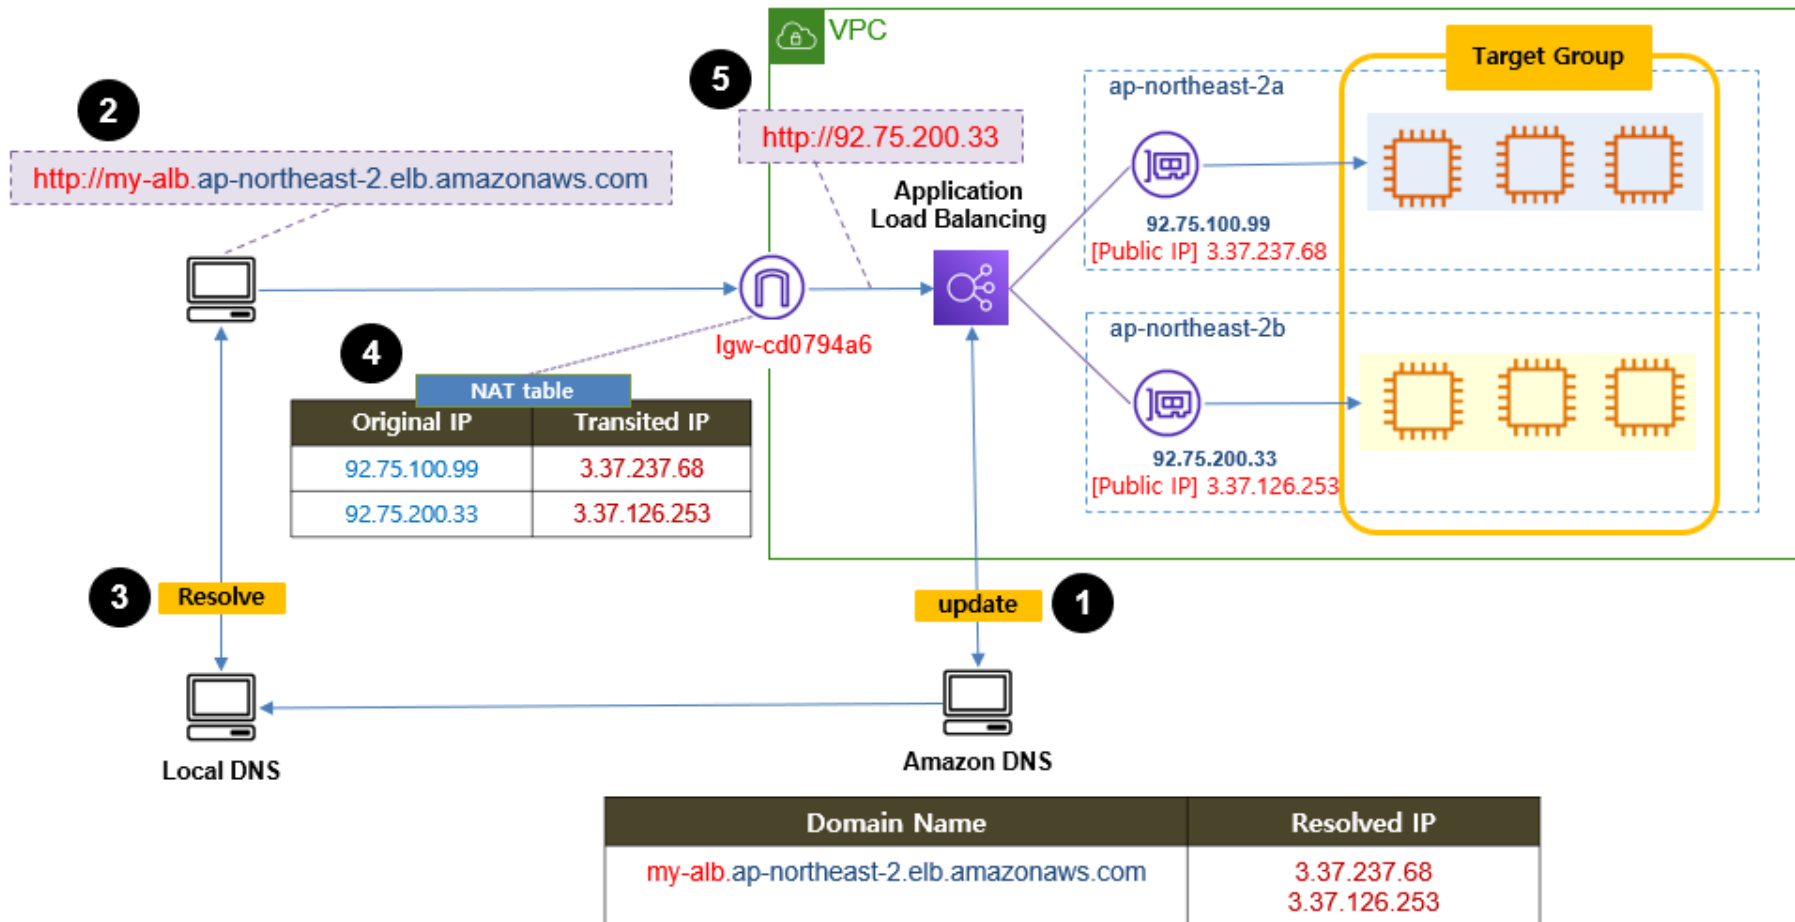 VPC
Target Group
5
ap-northeast-2a
2
http://92.75.200.33
http://my-alb.ap-northeast-2.elb.amazonaws.com
Application
Load Balancing
92.75.100.99
[Public IP] 3.37.237.68
ap-northeast-2b
Igw-cd0794a6
4
NAT table
Original IP Transited IP
92.75.100.99 3.37.237.68
92.75.200.33 3.37.126.253
92.75.200.33
[Public IP] 3.37.126.253
3
Resolve
update
1
Local DNS
Amazon DNS
Domain Name Resolved IP
my-alb.ap-northeast-2.elb.amazonaws.com 3.37.237.68
3.37.126.253